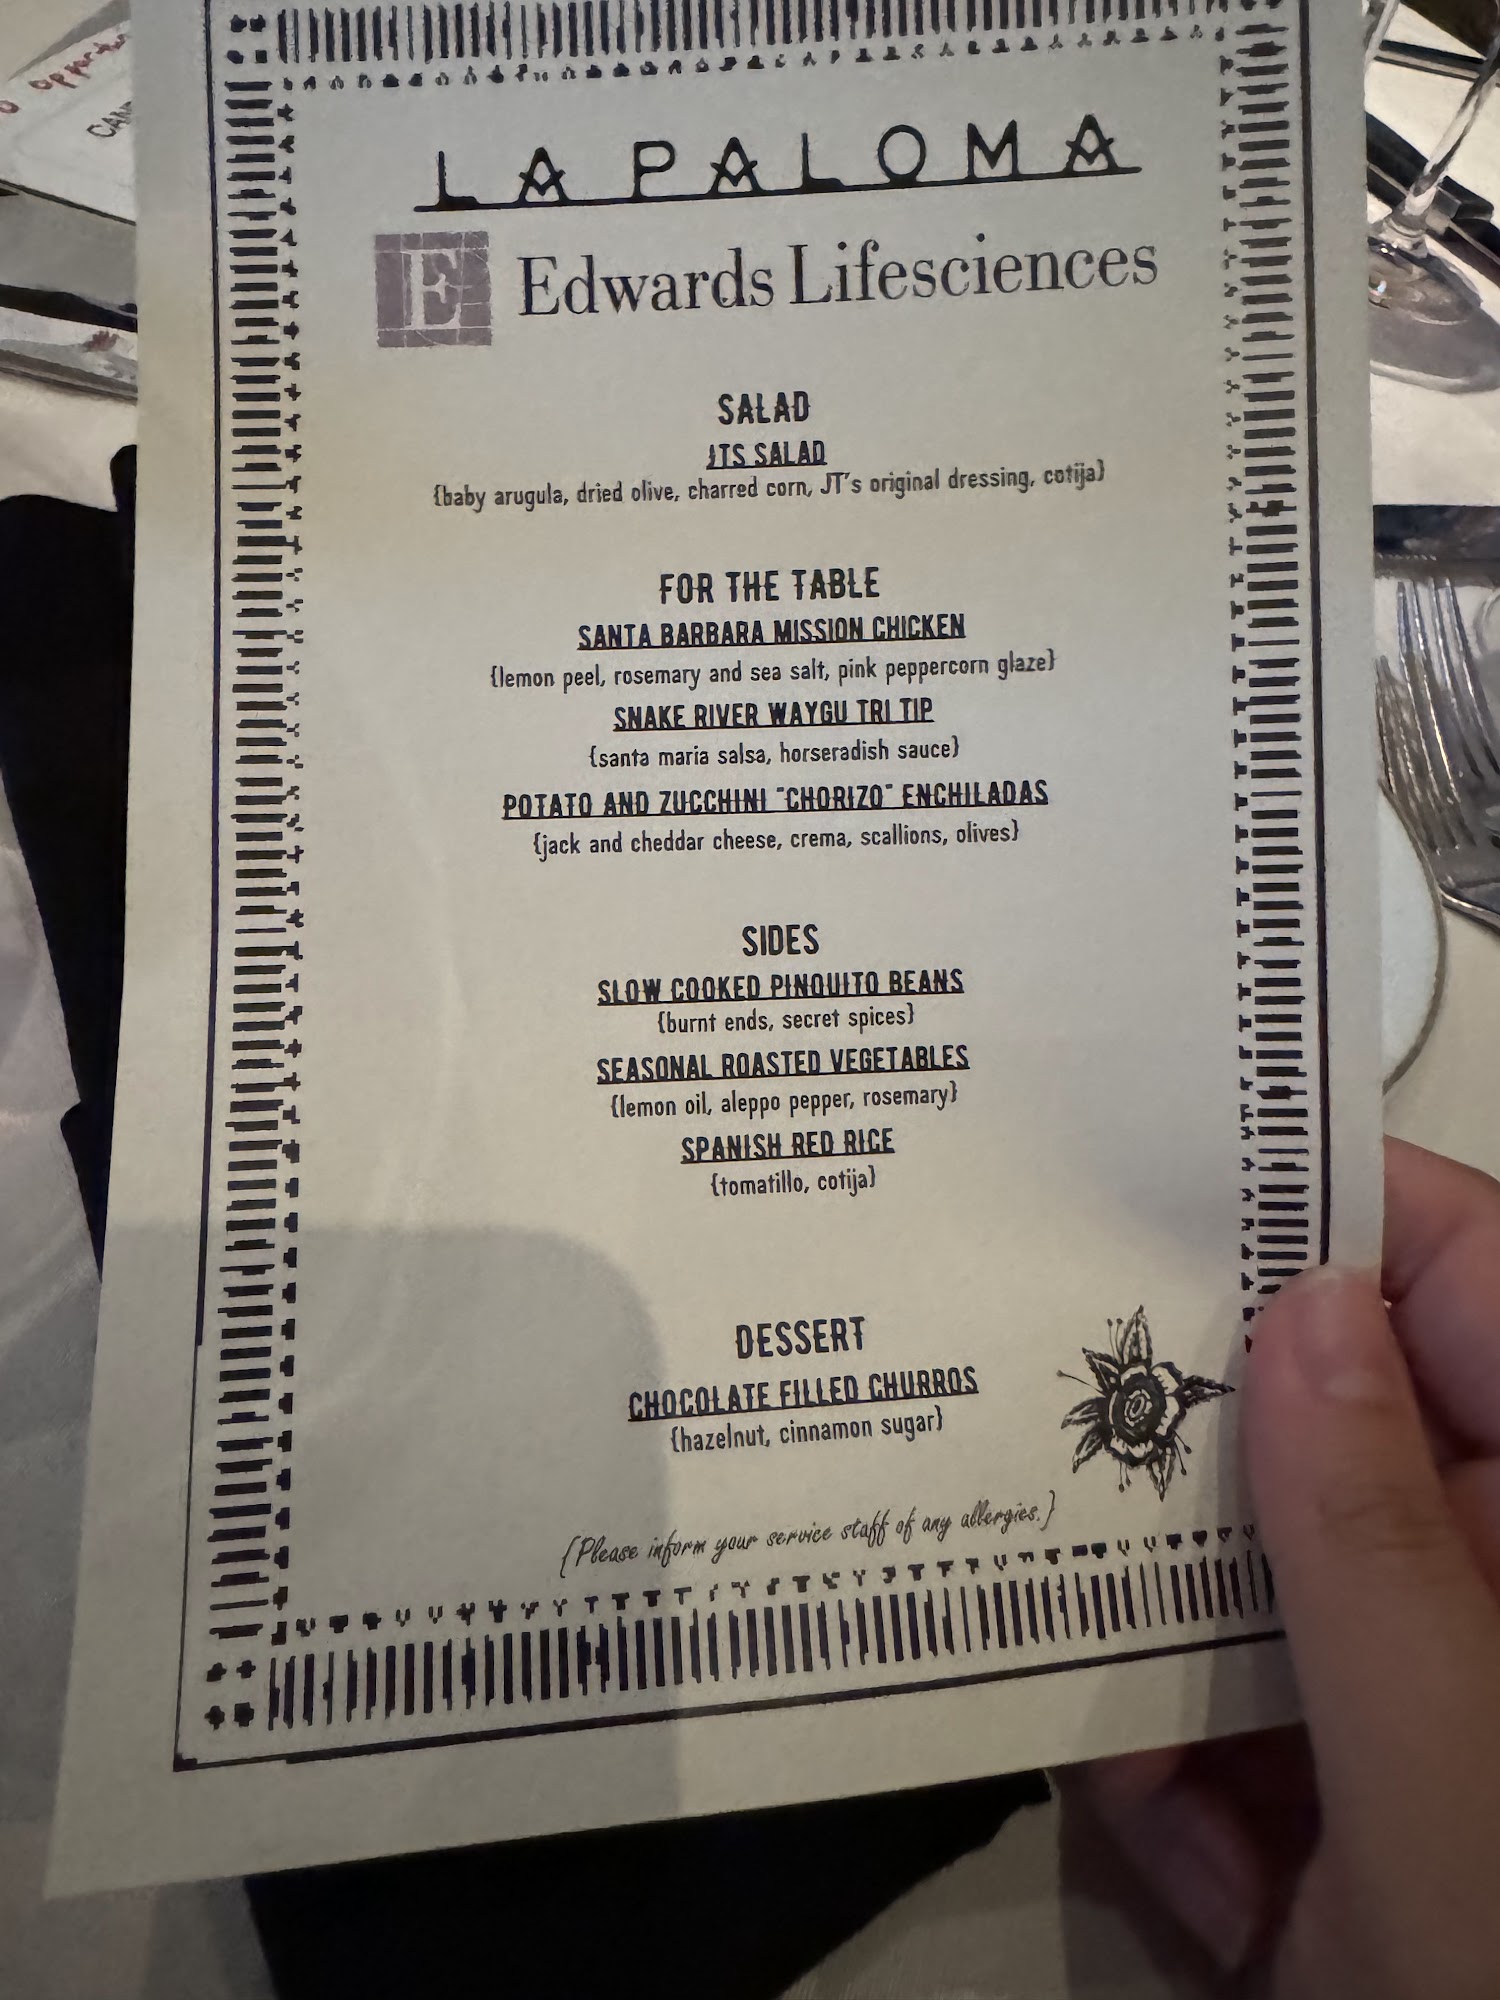 LA PALOMA
E Edwards Lifesciences
SALAD
JTS SALAD
{baby arugula, dried olive, charred corn, JT's original dressing, cotija}
FOR THE TABLE
SANTA BARBARA MISSION CHICKEN
{lemon peel, rosemary and sea salt, pink peppercorn glaze}
SNAKE RIVER WAYGU TRI TIP
{santa maria salsa, horseradish sauce}
POTATO AND ZUCCHINI "CHORIZO" ENCHILADAS
{jack and cheddar cheese, crema, scallions, olives}
SIDES
SLOW COOKED PINQUITO BEANS
{burnt ends, secret spices}
SEASONAL ROASTED VEGETABLES
{lemon oil, aleppo pepper, rosemary}
SPANISH RED RICE
{tomatillo, cotija}
DESSERT
CHOCOLATE FILLED CHURROS
{hazelnut, cinnamon sugar}
{Please inform your service staff of any allergies.}